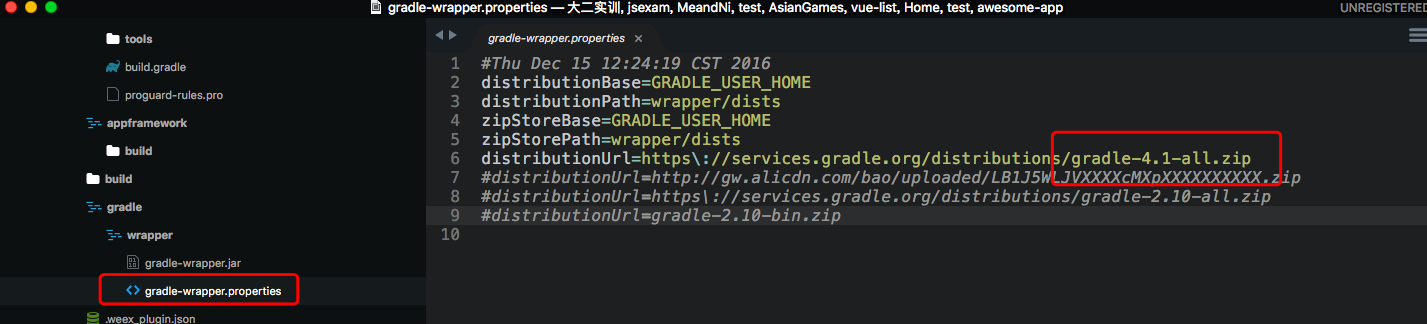 gradle-wrapper.properties — 大二实训, jsexam, MeandNi, test, AsianGames, vue-list, Home, test, awesome-app
UNREGISTERED
tools
build.gradle
proguard-rules.pro
appframework
build
build
gradle
wrapper
gradle-wrapper.jar
gradle-wrapper.properties
.weex_plugin.json
gradle-wrapper.properties ×
1 #Thu Dec 15 12:24:19 CST 2016
2 distributionBase=GRADLE_USER_HOME
3 distributionPath=wrapper/dists
4 zipStoreBase=GRADLE_USER_HOME
5 zipStorePath=wrapper/dists
6 distributionUrl=https\://services.gradle.org/distributions/gradle-4.1-all.zip
7 #distributionUrl=http://gw.alicdn.com/bao/uploaded/LB1J5WLJVXXXXcMXpXXXXXXXXXX.zip
8 #distributionUrl=https\://services.gradle.org/distributions/gradle-2.10-all.zip
9 #distributionUrl=gradle-2.10-bin.zip
10